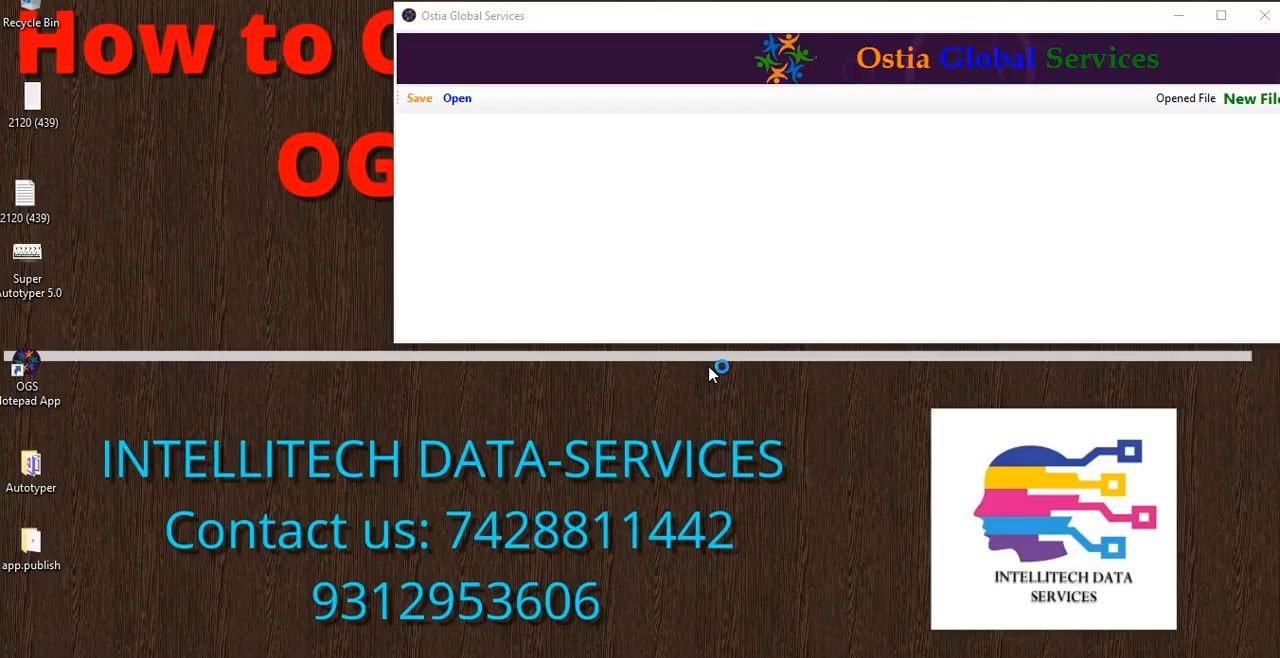 Recycle Bin
How to
OG
2120 (439)
2120 (439)
Super
utotyper 5.0
OGS
otepad App
Autotyper
app.publish
Ostia Global Services
Ostia Global Services
Save Open Opened File New File
INTELLITECH DATA-SERVICES
Contact us: 7428811442
9312953606
INTELLITECH DATA
SERVICES